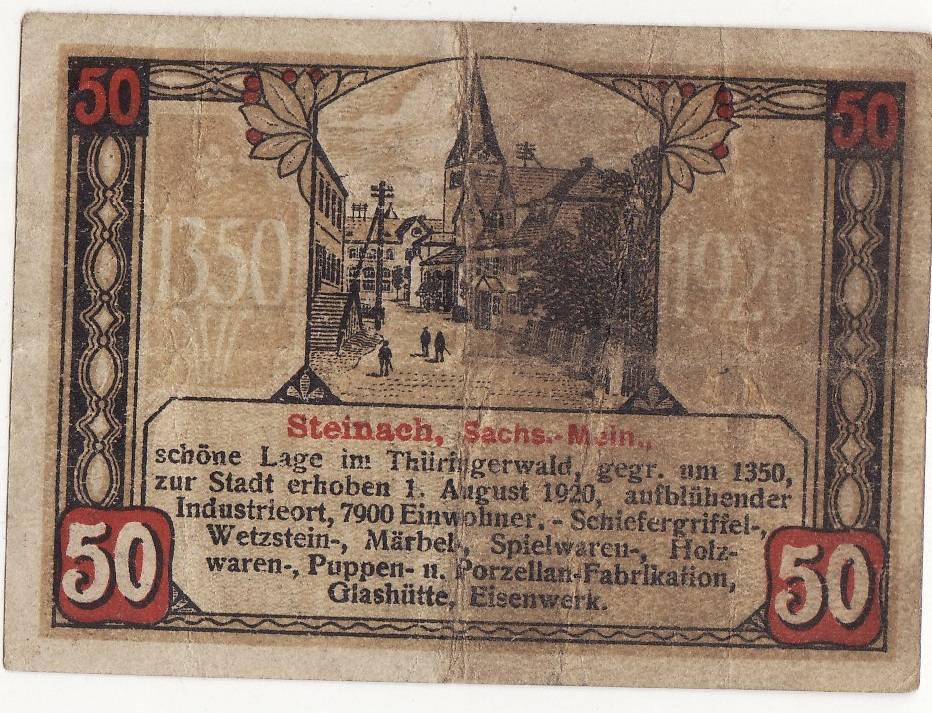 50
50
1350
1920
Steinach, Sachs.-Mein.,
schöne Lage im Thüringerwald, gegr. um 1350,
zur Stadt erhoben 1. August 1920, aufblühender
Industrieort, 7900 Einwohner. - Schiefergriffel-,
Wetzstein-, Märbel-, Spielwaren-, Holz-
waren-, Puppen- u. Porzellan-Fabrikation,
Glashütte, Eisenwerk.
50
50